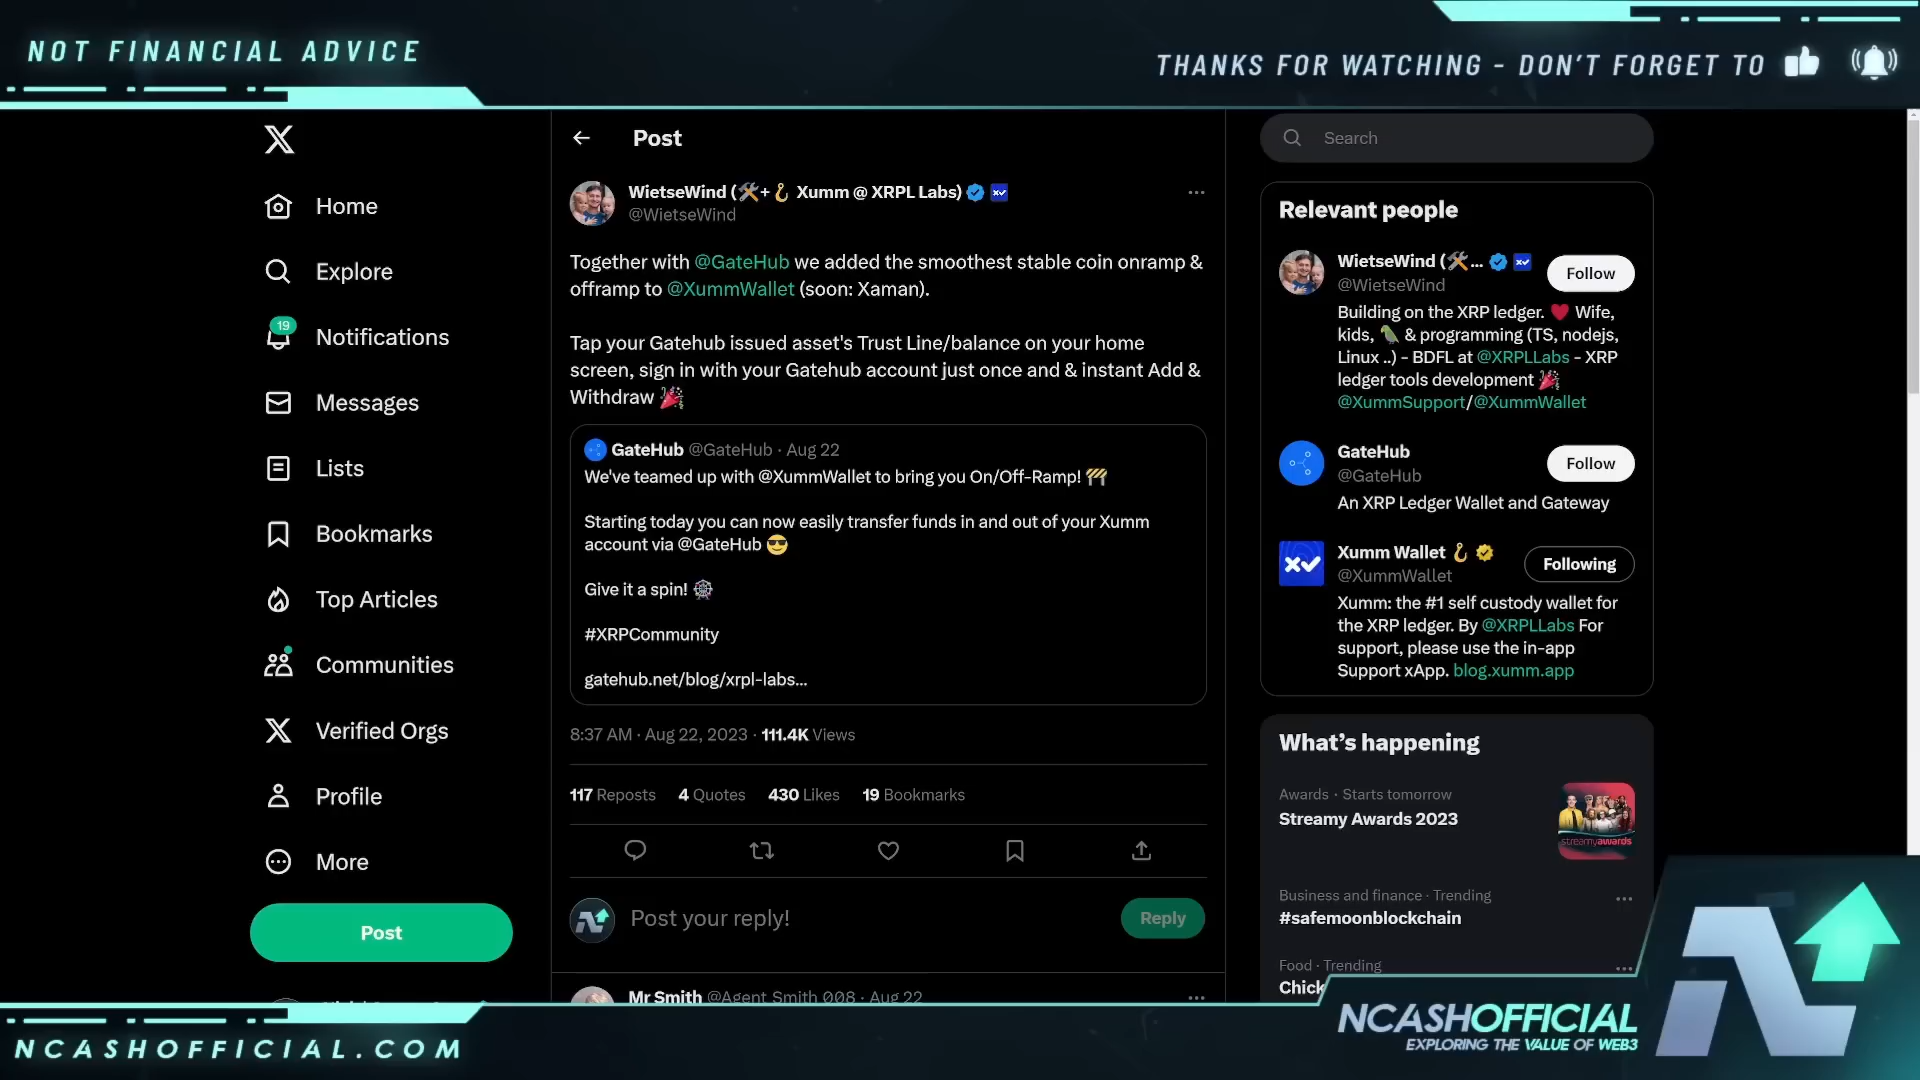 NOT FINANCIAL ADVICE
THANKS FOR WATCHING - DON'T FORGET TO
Post
Search
WietseWind (🛠️+🪝 Xumm @ XRPL Labs)
@WietseWind
Together with @GateHub we added the smoothest stable coin onramp &
offramp to @XummWallet (soon: Xaman).
Tap your Gatehub issued asset's Trust Line/balance on your home
screen, sign in with your Gatehub account just once and & instant Add &
Withdraw 🎉
GateHub @GateHub · Aug 22
We've teamed up with @XummWallet to bring you On/Off-Ramp! 🚧
Starting today you can now easily transfer funds in and out of your Xumm
account via @GateHub 😎
Give it a spin! 🎡
#XRPCommunity
gatehub.net/blog/xrpl-labs...
8:37 AM · Aug 22, 2023 · 111.4K Views
117 Reposts 4 Quotes 430 Likes 19 Bookmarks
Post your reply!
Reply
Mr Smith @Agent_Smith_008 · Aug 22
Home
Explore
19
Notifications
Messages
Lists
Bookmarks
Top Articles
Communities
Verified Orgs
Profile
More
Post
Relevant people
WietseWind (🛠️...
@WietseWind
Follow
Building on the XRP ledger. ❤️ Wife,
kids, 🦜 & programming (TS, nodejs,
Linux ..) - BDFL at @XRPLLabs - XRP
ledger tools development 🎉
@XummSupport/@XummWallet
GateHub
@GateHub
Follow
An XRP Ledger Wallet and Gateway
Xumm Wallet 🪝
@XummWallet
Following
Xumm: the #1 self custody wallet for
the XRP ledger. By @XRPLLabs For
support, please use the in-app
Support xApp. blog.xumm.app
What's happening
Awards · Starts tomorrow
Streamy Awards 2023
streamyawards
Business and finance · Trending
#safemoonblockchain
Food · Trending
Chick
NCASHOFFICIAL.COM
NCASHOFFICIAL
EXPLORING THE VALUE OF WEB3